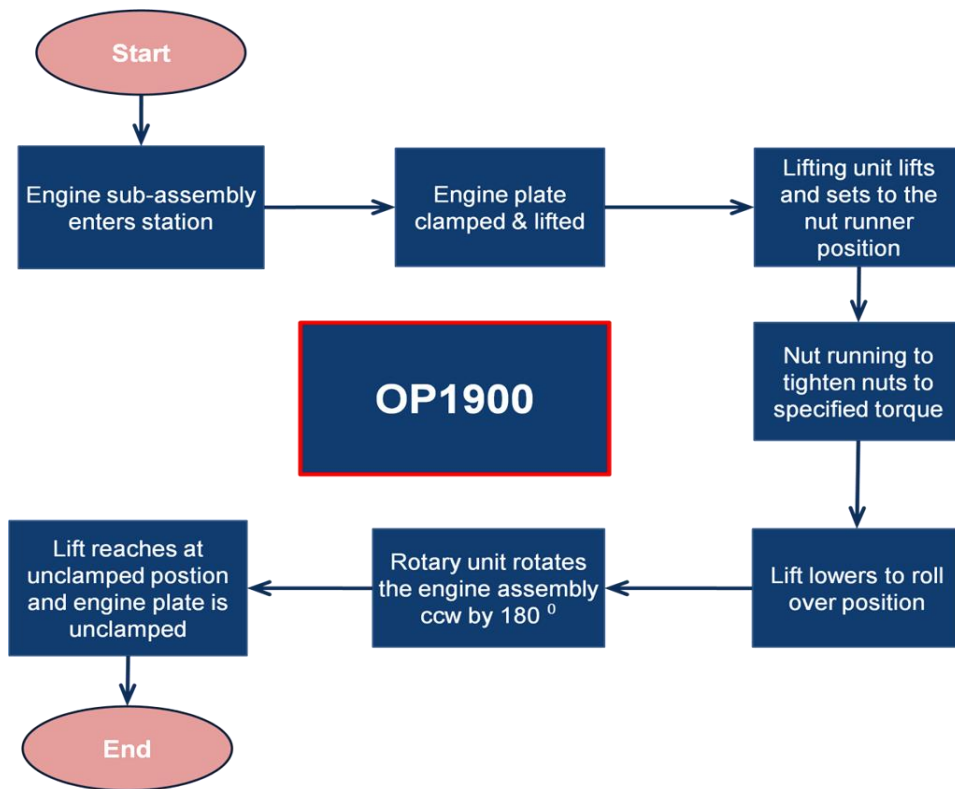 Start
Engine sub-assembly
enters station
Engine plate
clamped & lifted
Lifting unit lifts
and sets to the
nut runner
position
Nut running to
tighten nuts to
specified torque
OP1900
Lift lowers to roll
over position
Rotary unit rotates
the engine assembly
ccw by 180 ⁰
Lift reaches at
unclamped postion
and engine plate is
unclamped
End